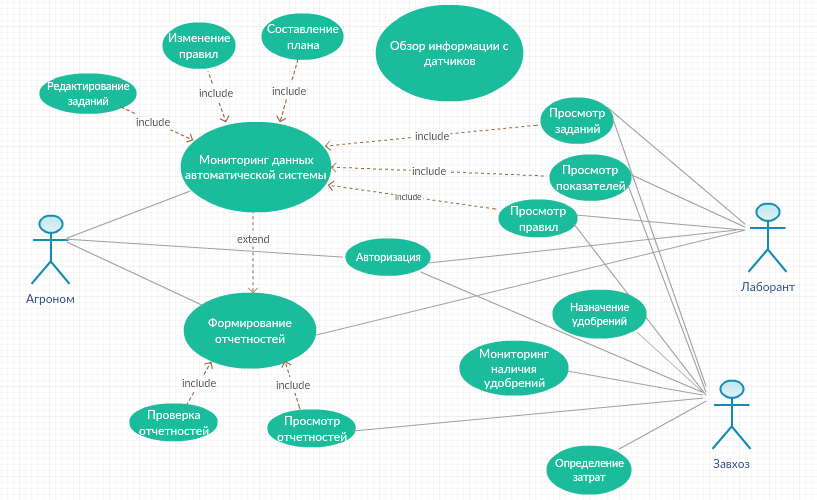 Изменение
правил
Составление
плана
Обзор информации с
датчиков
Редактирование
заданий
include
include
include
Просмотр
заданий
include
Мониторинг данных
автоматической системы
include
Просмотр
показателей
include
Просмотр
правил
extend
Авторизация
Агроном
Лаборант
Формирование
отчетностей
Назначение
удобрений
Мониторинг
наличия
удобрений
include
include
Проверка
отчетностей
Просмотр
отчетностей
Определение
затрат
Завхоз